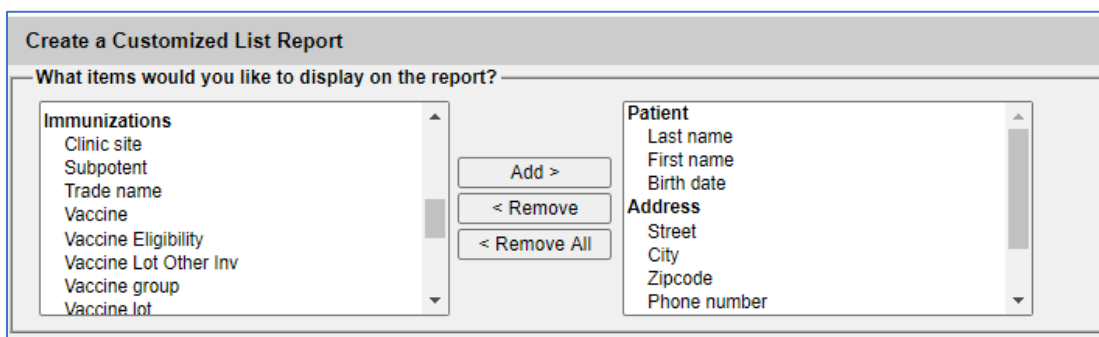 Create a Customized List Report
What items would you like to display on the report?
Immunizations
Clinic site
Subpotent
Trade name
Vaccine
Vaccine Eligibility
Vaccine Lot Other Inv
Vaccine group
Vaccine lot
Add >
< Remove
< Remove All
Patient
Last name
First name
Birth date
Address
Street
City
Zipcode
Phone number